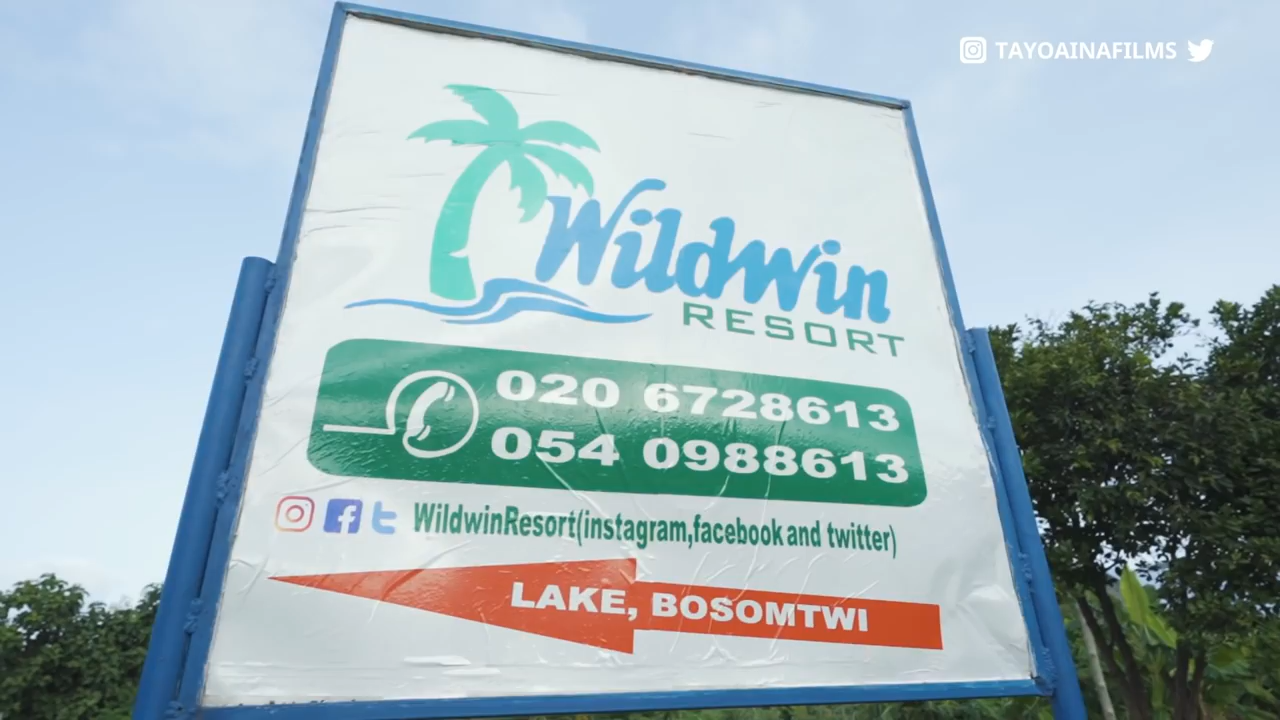 TAYOAINAFILMS
Wildwin
RESORT
020 6728613
054 0988613
WildwinResort(instagram,facebook and twitter)
LAKE, BOSOMTWI